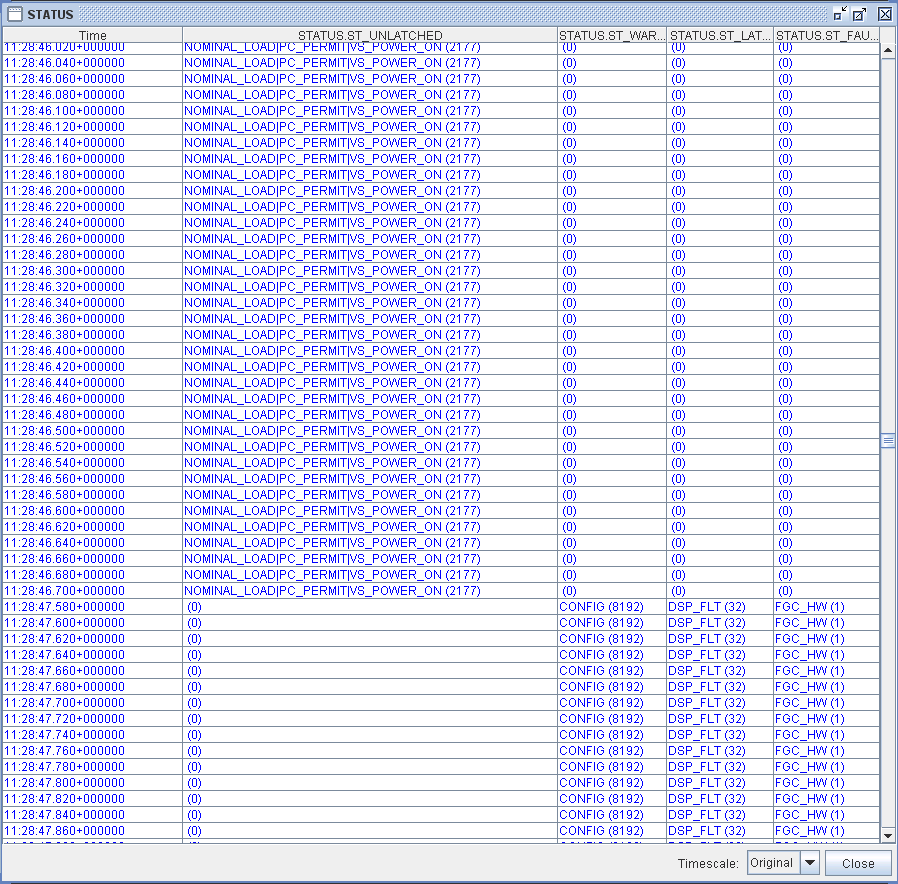 STATUS
Time STATUS.ST_UNLATCHED STATUS.ST_WAR... STATUS.ST_LAT... STATUS.ST_FAU...
11:28:46.020+000000 NOMINAL_LOAD|PC_PERMIT|VS_POWER_ON (2177) (0) (0) (0)
11:28:46.040+000000 NOMINAL_LOAD|PC_PERMIT|VS_POWER_ON (2177) (0) (0) (0)
11:28:46.060+000000 NOMINAL_LOAD|PC_PERMIT|VS_POWER_ON (2177) (0) (0) (0)
11:28:46.080+000000 NOMINAL_LOAD|PC_PERMIT|VS_POWER_ON (2177) (0) (0) (0)
11:28:46.100+000000 NOMINAL_LOAD|PC_PERMIT|VS_POWER_ON (2177) (0) (0) (0)
11:28:46.120+000000 NOMINAL_LOAD|PC_PERMIT|VS_POWER_ON (2177) (0) (0) (0)
11:28:46.140+000000 NOMINAL_LOAD|PC_PERMIT|VS_POWER_ON (2177) (0) (0) (0)
11:28:46.160+000000 NOMINAL_LOAD|PC_PERMIT|VS_POWER_ON (2177) (0) (0) (0)
11:28:46.180+000000 NOMINAL_LOAD|PC_PERMIT|VS_POWER_ON (2177) (0) (0) (0)
11:28:46.200+000000 NOMINAL_LOAD|PC_PERMIT|VS_POWER_ON (2177) (0) (0) (0)
11:28:46.220+000000 NOMINAL_LOAD|PC_PERMIT|VS_POWER_ON (2177) (0) (0) (0)
11:28:46.240+000000 NOMINAL_LOAD|PC_PERMIT|VS_POWER_ON (2177) (0) (0) (0)
11:28:46.260+000000 NOMINAL_LOAD|PC_PERMIT|VS_POWER_ON (2177) (0) (0) (0)
11:28:46.280+000000 NOMINAL_LOAD|PC_PERMIT|VS_POWER_ON (2177) (0) (0) (0)
11:28:46.300+000000 NOMINAL_LOAD|PC_PERMIT|VS_POWER_ON (2177) (0) (0) (0)
11:28:46.320+000000 NOMINAL_LOAD|PC_PERMIT|VS_POWER_ON (2177) (0) (0) (0)
11:28:46.340+000000 NOMINAL_LOAD|PC_PERMIT|VS_POWER_ON (2177) (0) (0) (0)
11:28:46.360+000000 NOMINAL_LOAD|PC_PERMIT|VS_POWER_ON (2177) (0) (0) (0)
11:28:46.380+000000 NOMINAL_LOAD|PC_PERMIT|VS_POWER_ON (2177) (0) (0) (0)
11:28:46.400+000000 NOMINAL_LOAD|PC_PERMIT|VS_POWER_ON (2177) (0) (0) (0)
11:28:46.420+000000 NOMINAL_LOAD|PC_PERMIT|VS_POWER_ON (2177) (0) (0) (0)
11:28:46.440+000000 NOMINAL_LOAD|PC_PERMIT|VS_POWER_ON (2177) (0) (0) (0)
11:28:46.460+000000 NOMINAL_LOAD|PC_PERMIT|VS_POWER_ON (2177) (0) (0) (0)
11:28:46.480+000000 NOMINAL_LOAD|PC_PERMIT|VS_POWER_ON (2177) (0) (0) (0)
11:28:46.500+000000 NOMINAL_LOAD|PC_PERMIT|VS_POWER_ON (2177) (0) (0) (0)
11:28:46.520+000000 NOMINAL_LOAD|PC_PERMIT|VS_POWER_ON (2177) (0) (0) (0)
11:28:46.540+000000 NOMINAL_LOAD|PC_PERMIT|VS_POWER_ON (2177) (0) (0) (0)
11:28:46.560+000000 NOMINAL_LOAD|PC_PERMIT|VS_POWER_ON (2177) (0) (0) (0)
11:28:46.580+000000 NOMINAL_LOAD|PC_PERMIT|VS_POWER_ON (2177) (0) (0) (0)
11:28:46.600+000000 NOMINAL_LOAD|PC_PERMIT|VS_POWER_ON (2177) (0) (0) (0)
11:28:46.620+000000 NOMINAL_LOAD|PC_PERMIT|VS_POWER_ON (2177) (0) (0) (0)
11:28:46.640+000000 NOMINAL_LOAD|PC_PERMIT|VS_POWER_ON (2177) (0) (0) (0)
11:28:46.660+000000 NOMINAL_LOAD|PC_PERMIT|VS_POWER_ON (2177) (0) (0) (0)
11:28:46.680+000000 NOMINAL_LOAD|PC_PERMIT|VS_POWER_ON (2177) (0) (0) (0)
11:28:46.700+000000 NOMINAL_LOAD|PC_PERMIT|VS_POWER_ON (2177) (0) (0) (0)
11:28:47.580+000000 (0) CONFIG (8192) DSP_FLT (32) FGC_HW (1)
11:28:47.600+000000 (0) CONFIG (8192) DSP_FLT (32) FGC_HW (1)
11:28:47.620+000000 (0) CONFIG (8192) DSP_FLT (32) FGC_HW (1)
11:28:47.640+000000 (0) CONFIG (8192) DSP_FLT (32) FGC_HW (1)
11:28:47.660+000000 (0) CONFIG (8192) DSP_FLT (32) FGC_HW (1)
11:28:47.680+000000 (0) CONFIG (8192) DSP_FLT (32) FGC_HW (1)
11:28:47.700+000000 (0) CONFIG (8192) DSP_FLT (32) FGC_HW (1)
11:28:47.720+000000 (0) CONFIG (8192) DSP_FLT (32) FGC_HW (1)
11:28:47.740+000000 (0) CONFIG (8192) DSP_FLT (32) FGC_HW (1)
11:28:47.760+000000 (0) CONFIG (8192) DSP_FLT (32) FGC_HW (1)
11:28:47.780+000000 (0) CONFIG (8192) DSP_FLT (32) FGC_HW (1)
11:28:47.800+000000 (0) CONFIG (8192) DSP_FLT (32) FGC_HW (1)
11:28:47.820+000000 (0) CONFIG (8192) DSP_FLT (32) FGC_HW (1)
11:28:47.840+000000 (0) CONFIG (8192) DSP_FLT (32) FGC_HW (1)
11:28:47.860+000000 (0) CONFIG (8192) DSP_FLT (32) FGC_HW (1)
Timescale: Original Close